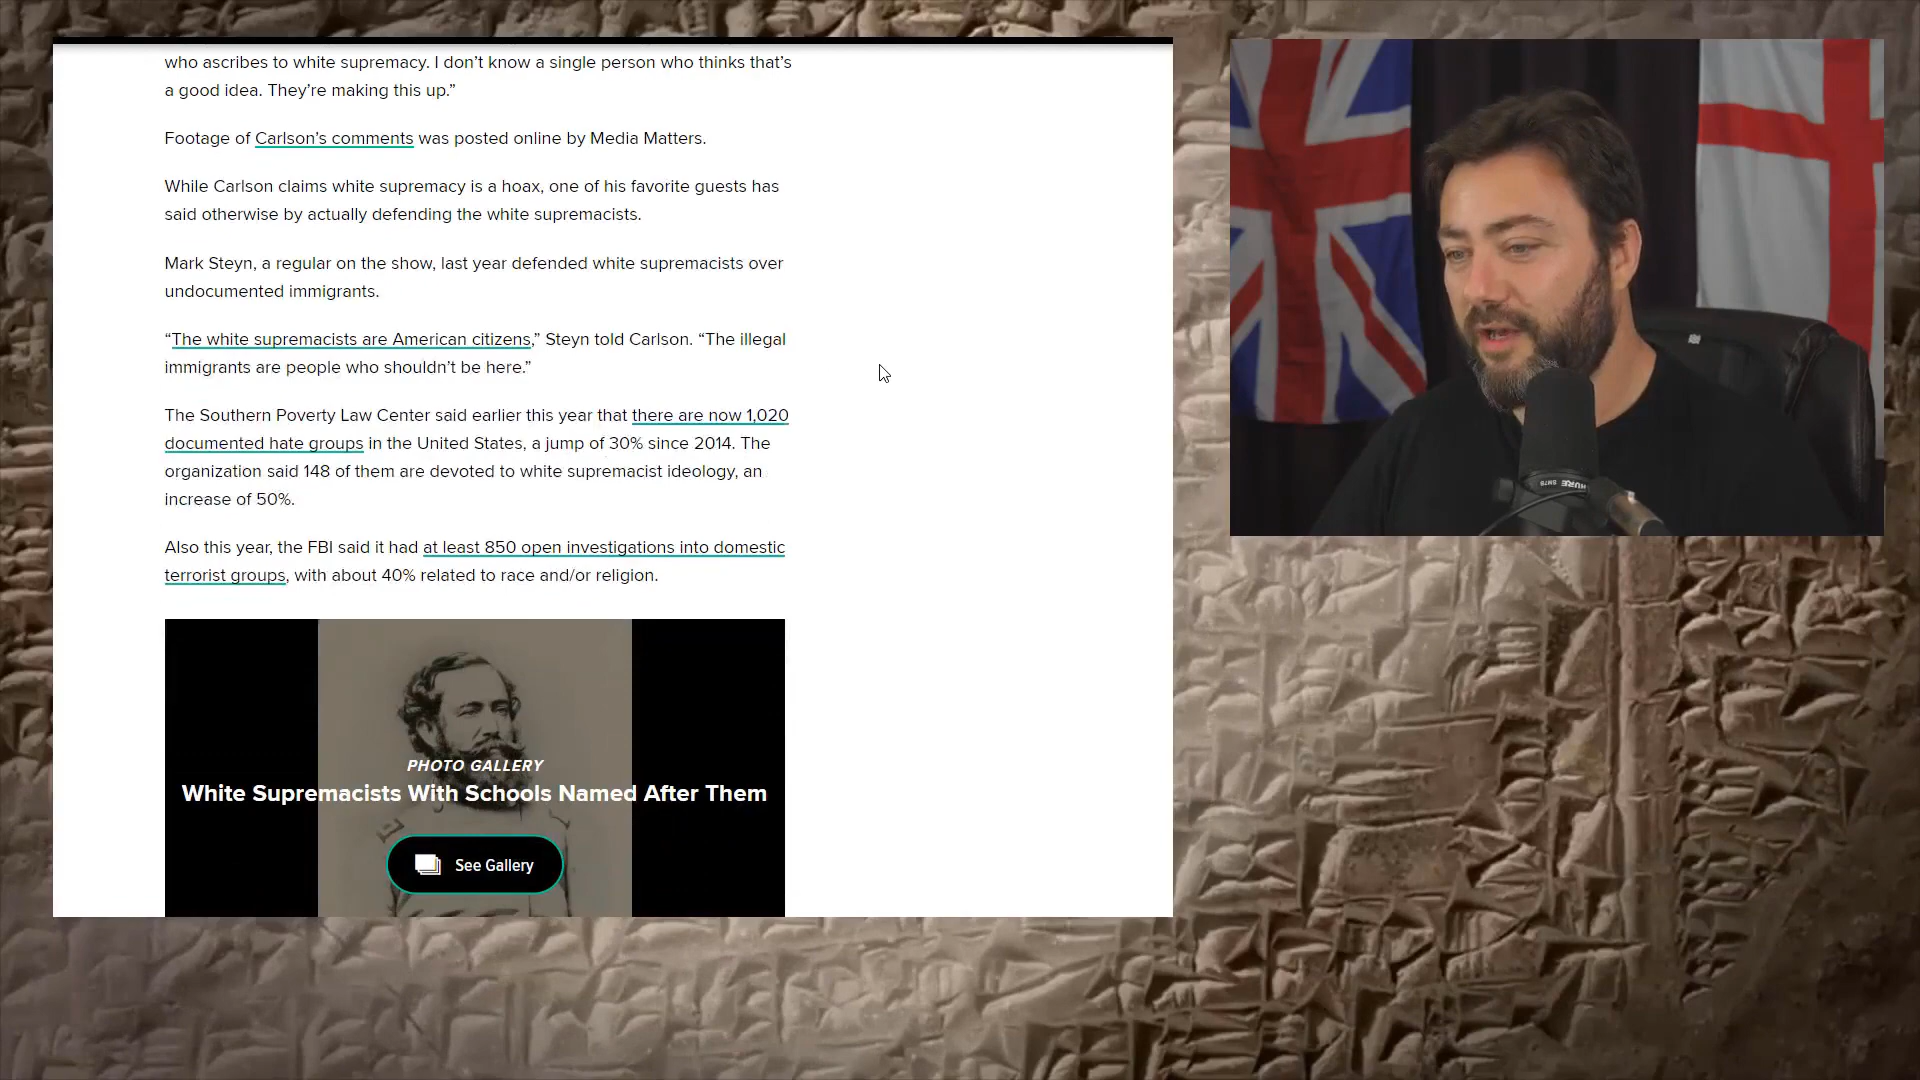 who ascribes to white supremacy. I don’t know a single person who thinks that’s
a good idea. They’re making this up.”
Footage of Carlson’s comments was posted online by Media Matters.
While Carlson claims white supremacy is a hoax, one of his favorite guests has
said otherwise by actually defending the white supremacists.
Mark Steyn, a regular on the show, last year defended white supremacists over
undocumented immigrants.
“The white supremacists are American citizens,” Steyn told Carlson. “The illegal
immigrants are people who shouldn’t be here.”
The Southern Poverty Law Center said earlier this year that there are now 1,020
documented hate groups in the United States, a jump of 30% since 2014. The
organization said 148 of them are devoted to white supremacist ideology, an
increase of 50%.
Also this year, the FBI said it had at least 850 open investigations into domestic
terrorist groups, with about 40% related to race and/or religion.
PHOTO GALLERY
White Supremacists With Schools Named After Them
See Gallery